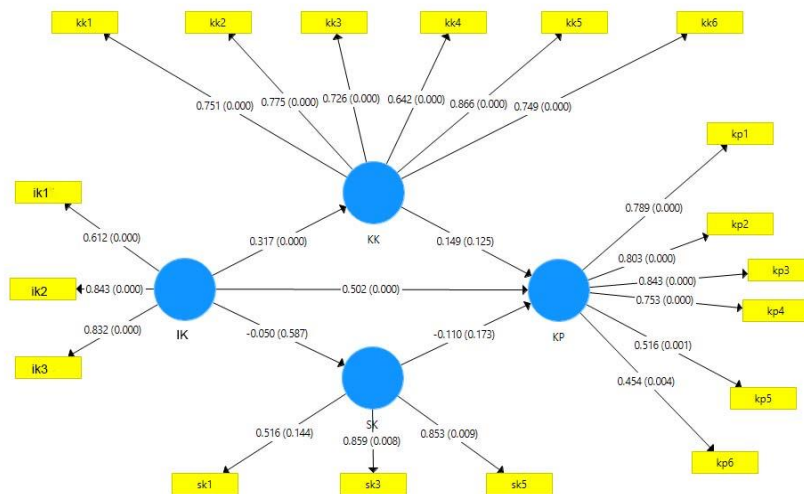 kk1
kk2
kk3
kk4
kk5
kk6
0.751 (0.000)
0.775 (0.000)
0.726 (0.000)
0.642 (0.000)
0.866 (0.000)
0.749 (0.000)
kp1
ik1
KK
0.789 (0.000)
kp2
0.612 (0.000)
0.317 (0.000)
0.149 (0.125)
0.803 (0.000)
kp3
ik2
0.843 (0.000)
0.502 (0.000)
0.843 (0.000)
0.753 (0.000)
kp4
IK
KP
0.832 (0.000)
-0.050 (0.587)
-0.110 (0.173)
0.516 (0.001)
ik3
0.454 (0.004)
kp5
SK
0.516 (0.144)
0.859 (0.008)
0.853 (0.009)
kp6
sk1
sk3
sk5